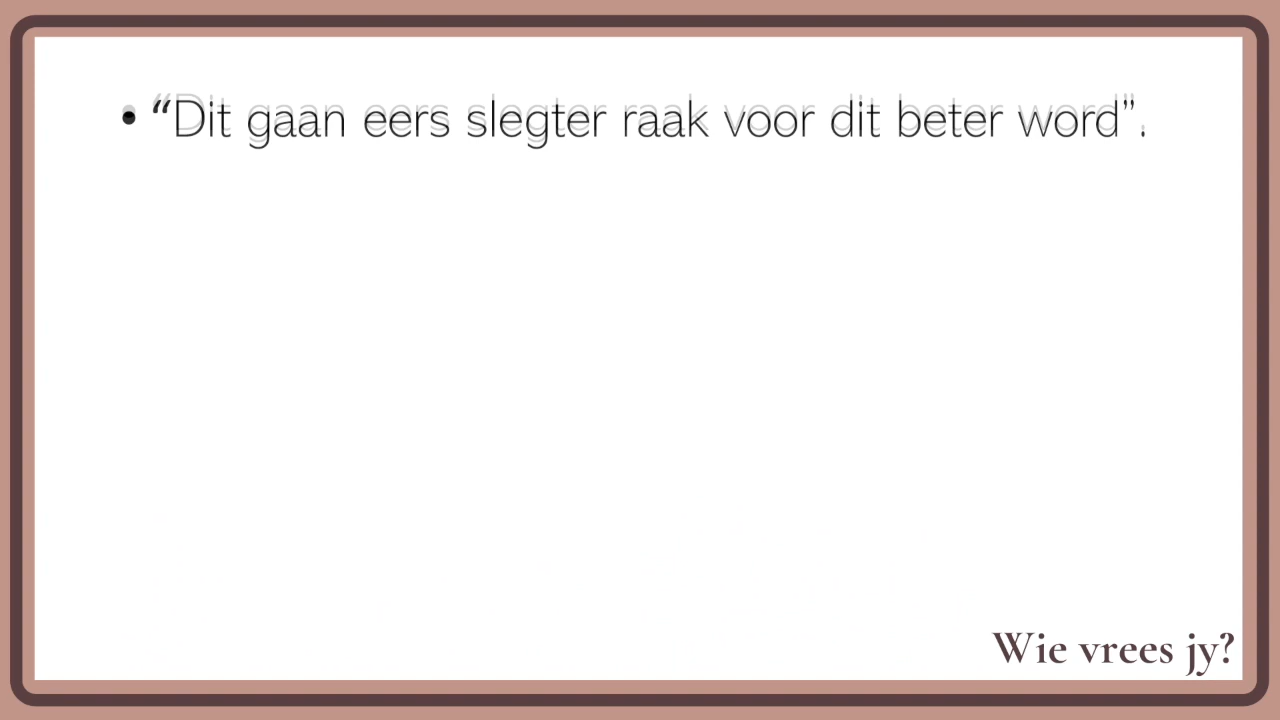 • “Dit gaan eers slegter raak voor dit beter word”.
Wie vrees jy?